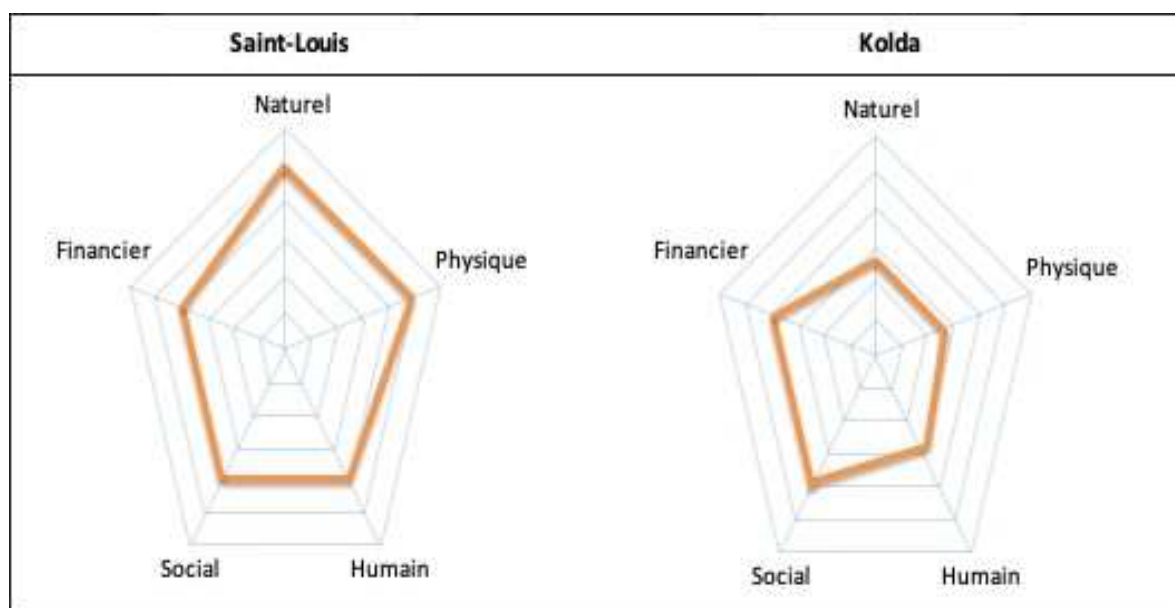 Saint-Louis
Kolda
Naturel
Financier
Physique
Social
Humain
Naturel
Financier
Physique
Social
Humain